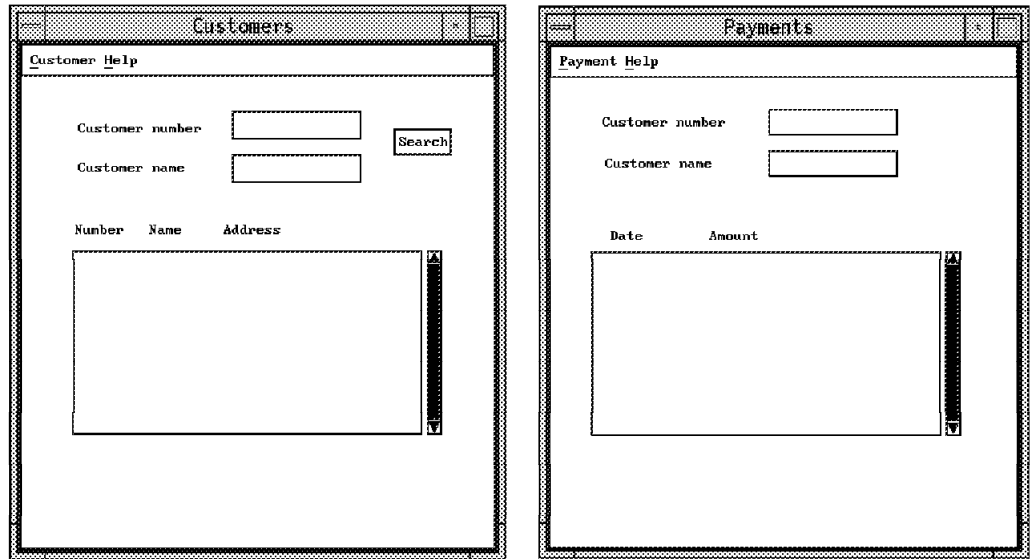 Customers
Customer Help
Customer number
Search
Customer name
Number Name Address
Payments
Payment Help
Customer number
Customer name
Date Amount